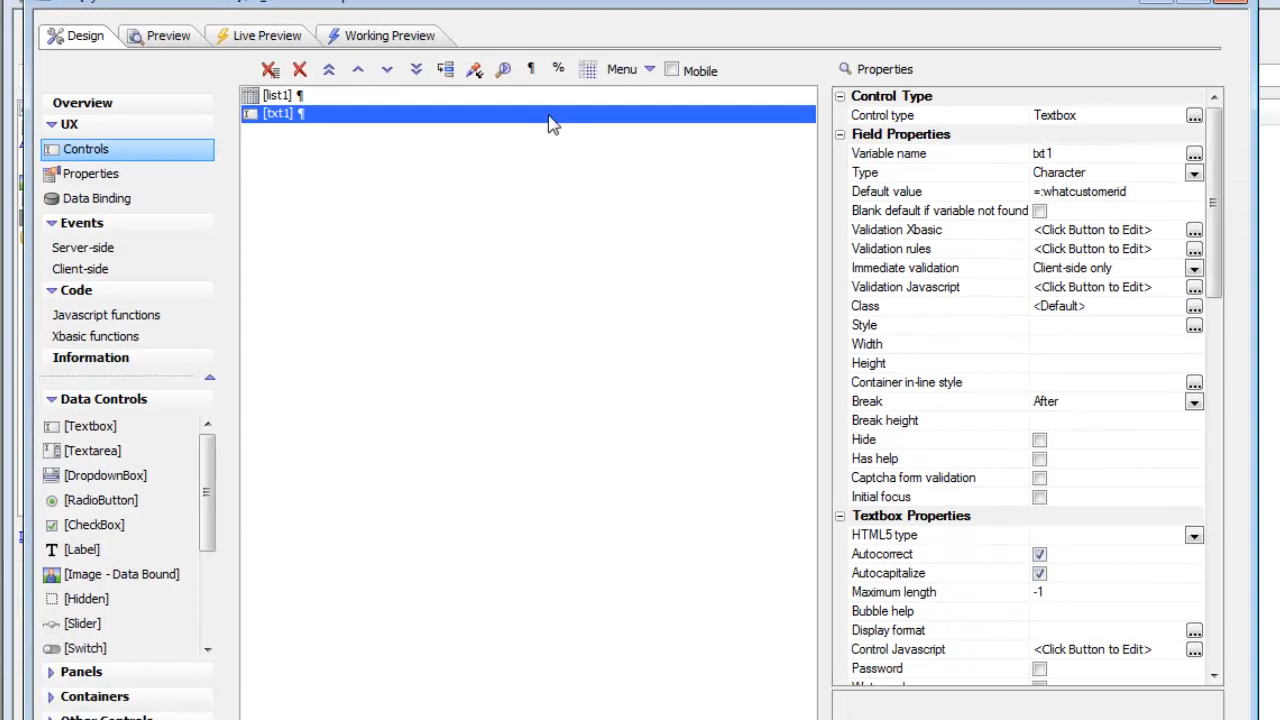 Design Preview Live Preview Working Preview
¶ % Menu Mobile
Properties
Overview
UX
Controls
Properties
Data Binding
Events
Server-side
Client-side
Code
Javascript functions
Xbasic functions
Information
Data Controls
[Textbox]
[Textarea]
[DropdownBox]
[RadioButton]
[CheckBox]
[Label]
[Image - Data Bound]
[Hidden]
[Slider]
[Switch]
Panels
Containers
Other Controls
[list1] ¶
[txt1] ¶
Control Type
Control type Textbox ...
Field Properties
Variable name txt1 ...
Type Character
Default value =:whatcustomerid
Blank default if variable not found
Validation Xbasic <Click Button to Edit> ...
Validation rules <Click Button to Edit> ...
Immediate validation Client-side only
Validation Javascript <Click Button to Edit> ...
Class <Default> ...
Style ...
Width
Height
Container in-line style ...
Break After
Break height
Hide
Has help
Captcha form validation
Initial focus
Textbox Properties
HTML5 type
Autocorrect
Autocapitalize
Maximum length -1
Bubble help
Display format ...
Control Javascript <Click Button to Edit> ...
Password